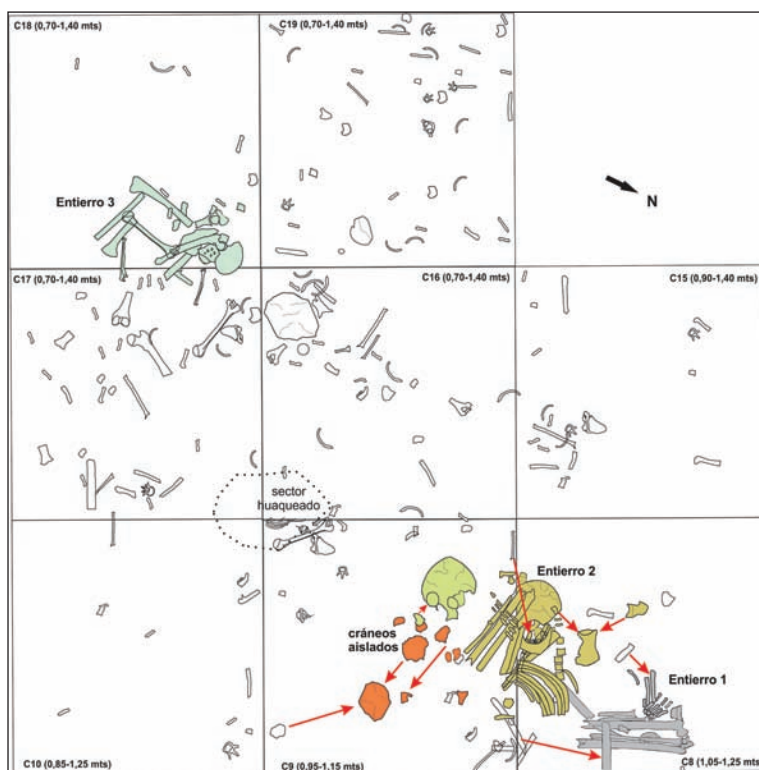 C18 (0,70-1,40 mts)
C19 (0,70-1,40 mts)
Entierro 3
N
C17 (0,70-1,40 mts)
C16 (0,70-1,40 mts)
C15 (0,90-1,40 mts)
sector
huaqueado
Entierro 2
cráneos
aislados
Entierro 1
C10 (0,85-1,25 mts)
C9 (0,95-1,15 mts)
C8 (1,05-1,25 mts)